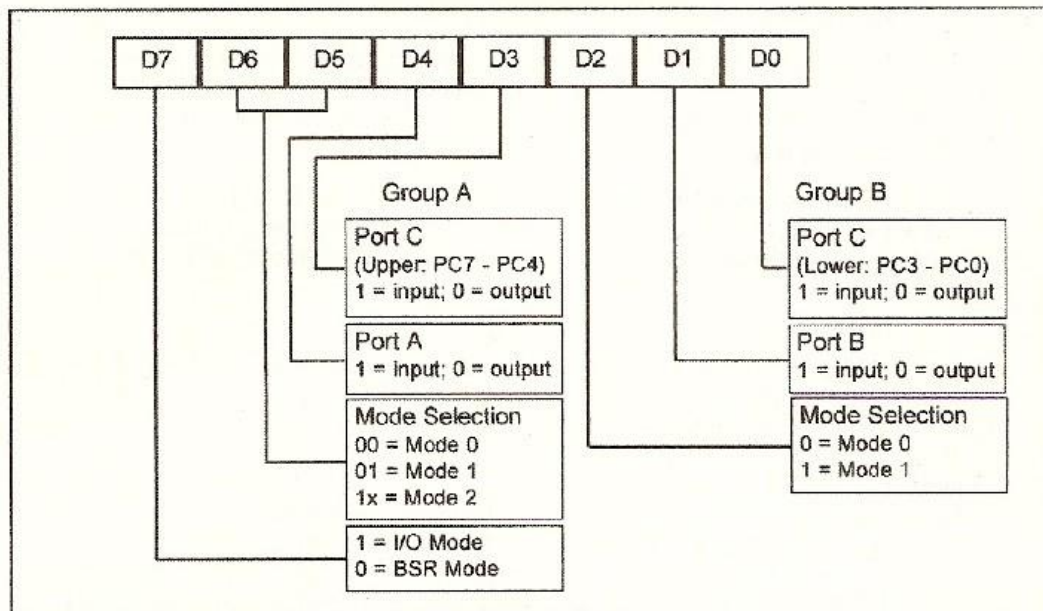 D7 D6 D5 D4 D3 D2 D1 D0
Group A
Port C
(Upper: PC7 - PC4)
1 = input; 0 = output
Port A
1 = input; 0 = output
Mode Selection
00 = Mode 0
01 = Mode 1
1x = Mode 2
1 = I/O Mode
0 = BSR Mode
Group B
Port C
(Lower: PC3 - PC0)
1 = input; 0 = output
Port B
1 = input; 0 = output
Mode Selection
0 = Mode 0
1 = Mode 1